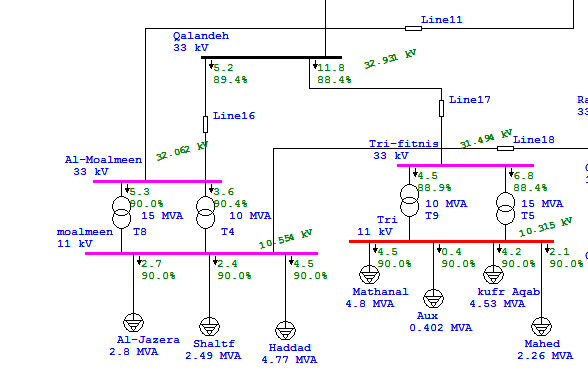 Line11
Qalandeh
33 kV
32.931 kV
5.2
89.4%
11.8
88.4%
Line16
Line17
32.062 kV
31.494 kV
Line18
Al-Moalmeen
33 kV
Tri-fitnis
33 kV
5.3
90.0%
3.6
90.4%
4.5
88.9%
6.8
88.4%
15 MVA
T8
10 MVA
T4
10 MVA
T9
15 MVA
T5
moalmeen
11 kV
10.554 kV
Tri
11 kV
10.315 kV
2.7
90.0%
2.4
90.0%
4.5
90.0%
4.5
90.0%
0.4
90.0%
4.2
90.0%
2.1
90.0%
Mathanal
4.8 MVA
Aux
0.402 MVA
kufr Aqab
4.53 MVA
Al-Jazera
2.8 MVA
Shaltf
2.49 MVA
Haddad
4.77 MVA
Mahed
2.26 MVA